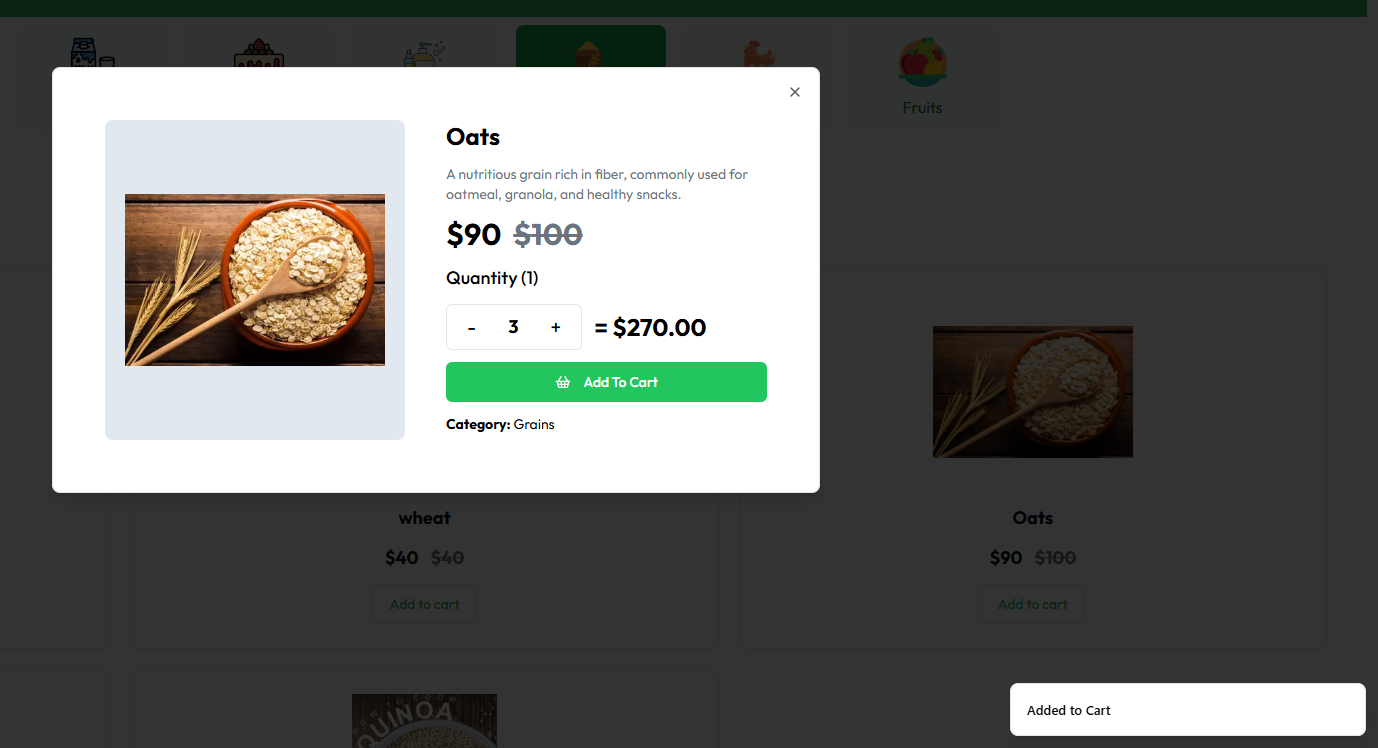 Fruits
Oats
A nutritious grain rich in fiber, commonly used for
oatmeal, granola, and healthy snacks.
$90 $100
Quantity (1)
- 3 + = $270.00
Add To Cart
Category: Grains
wheat
$40 $40
Add to cart
Oats
$90 $100
Add to cart
QUINOA
Added to Cart